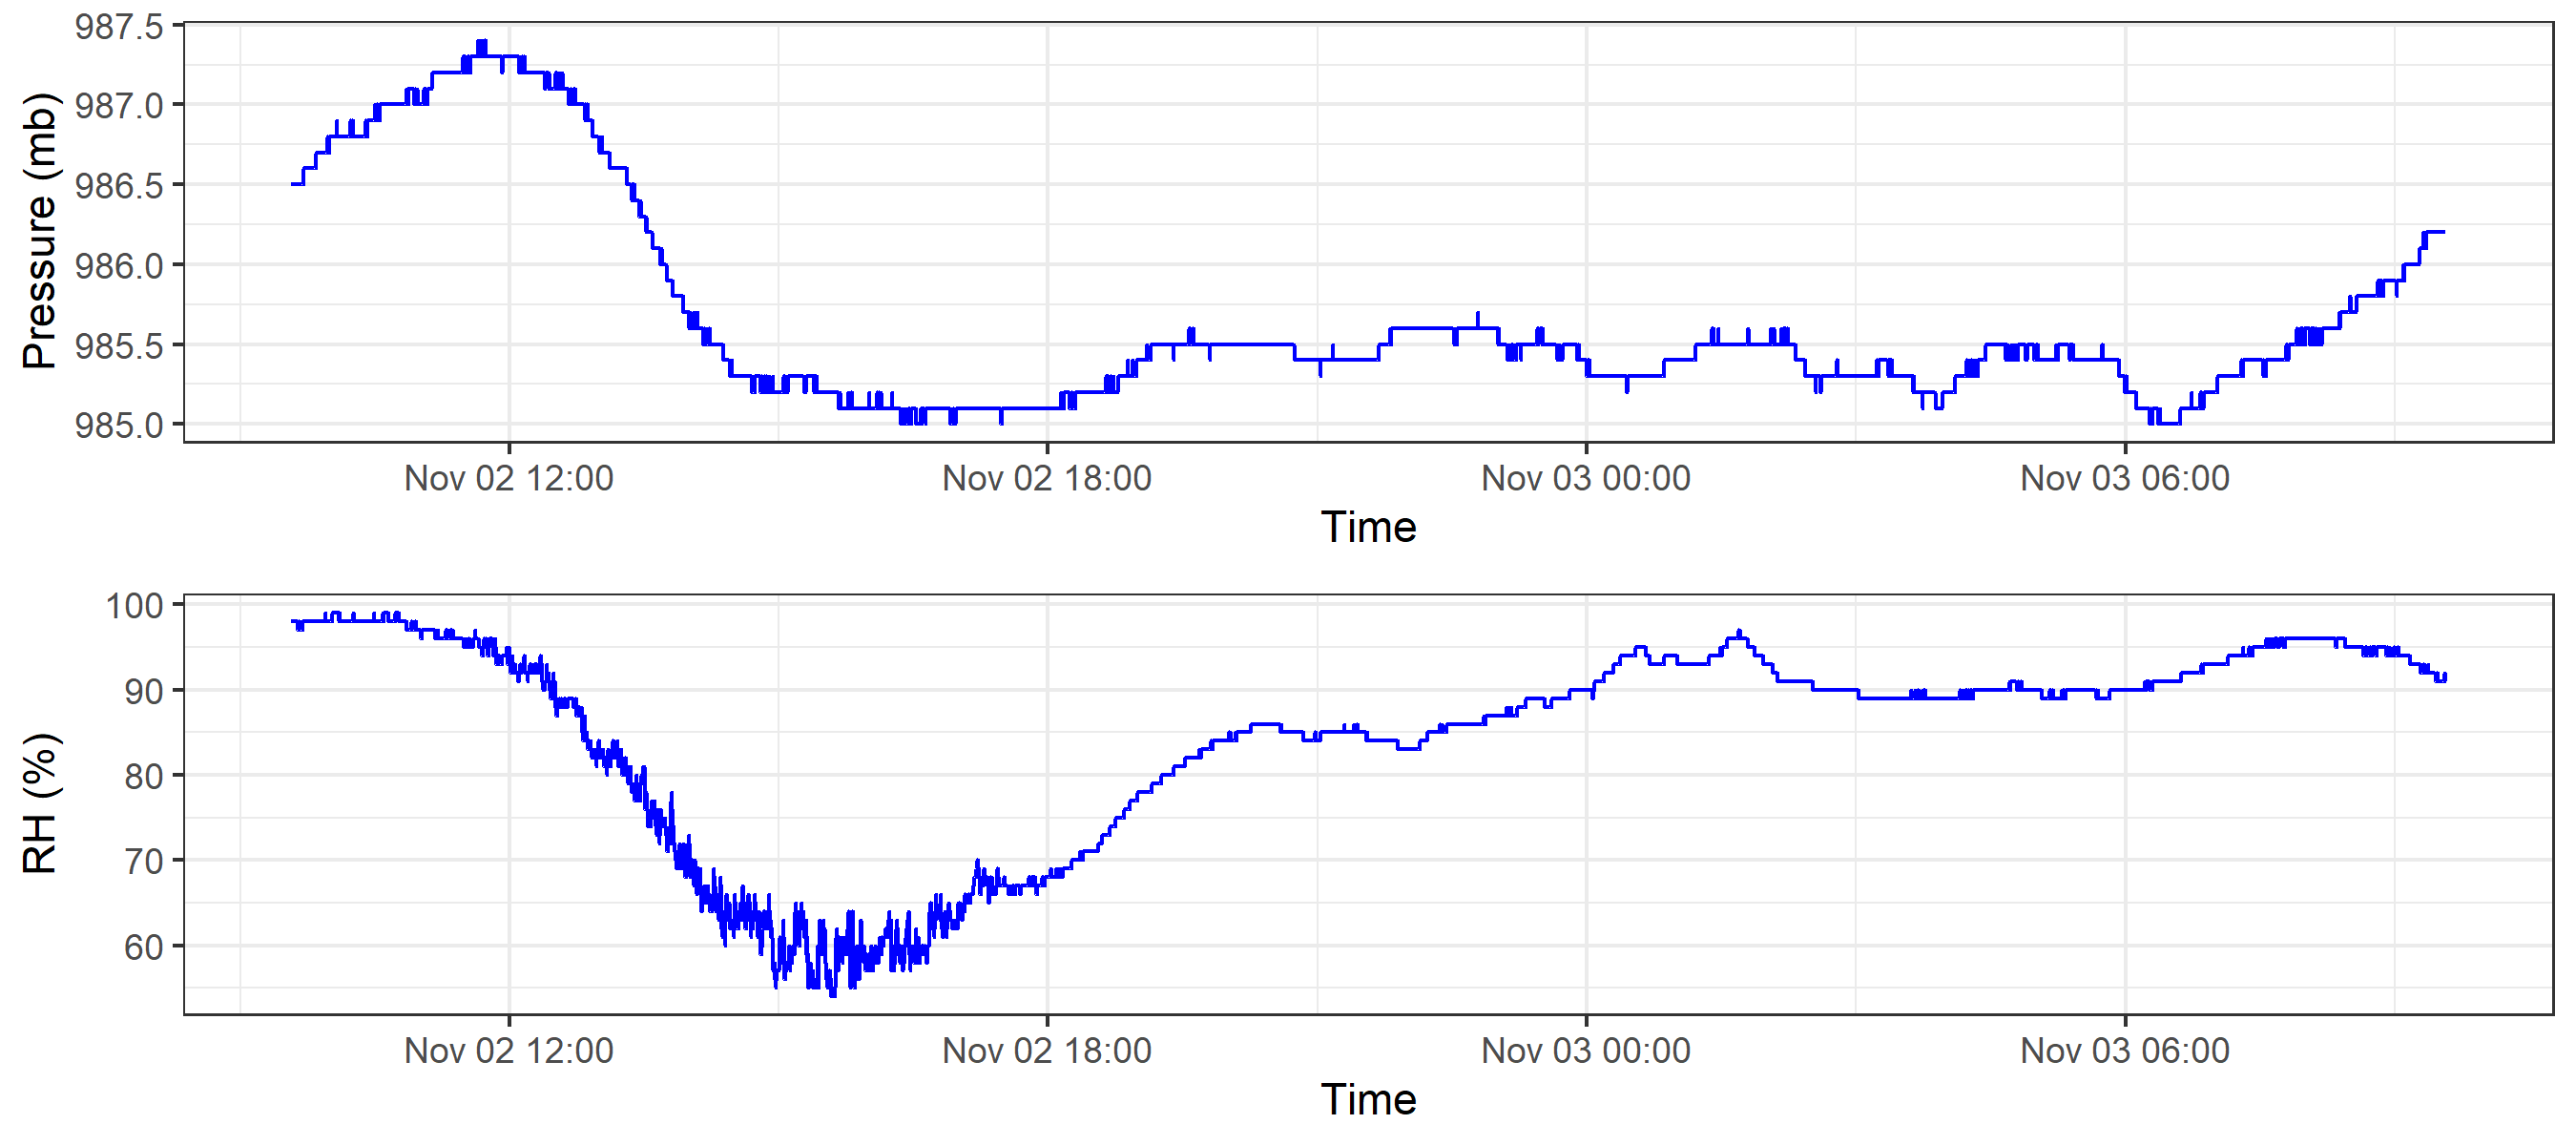 Pressure (mb)
987.5
987.0
986.5
986.0
985.5
985.0
Nov 02 12:00
Nov 02 18:00
Nov 03 00:00
Nov 03 06:00
Time
RH (%)
100
90
80
70
60
Nov 02 12:00
Nov 02 18:00
Nov 03 00:00
Nov 03 06:00
Time